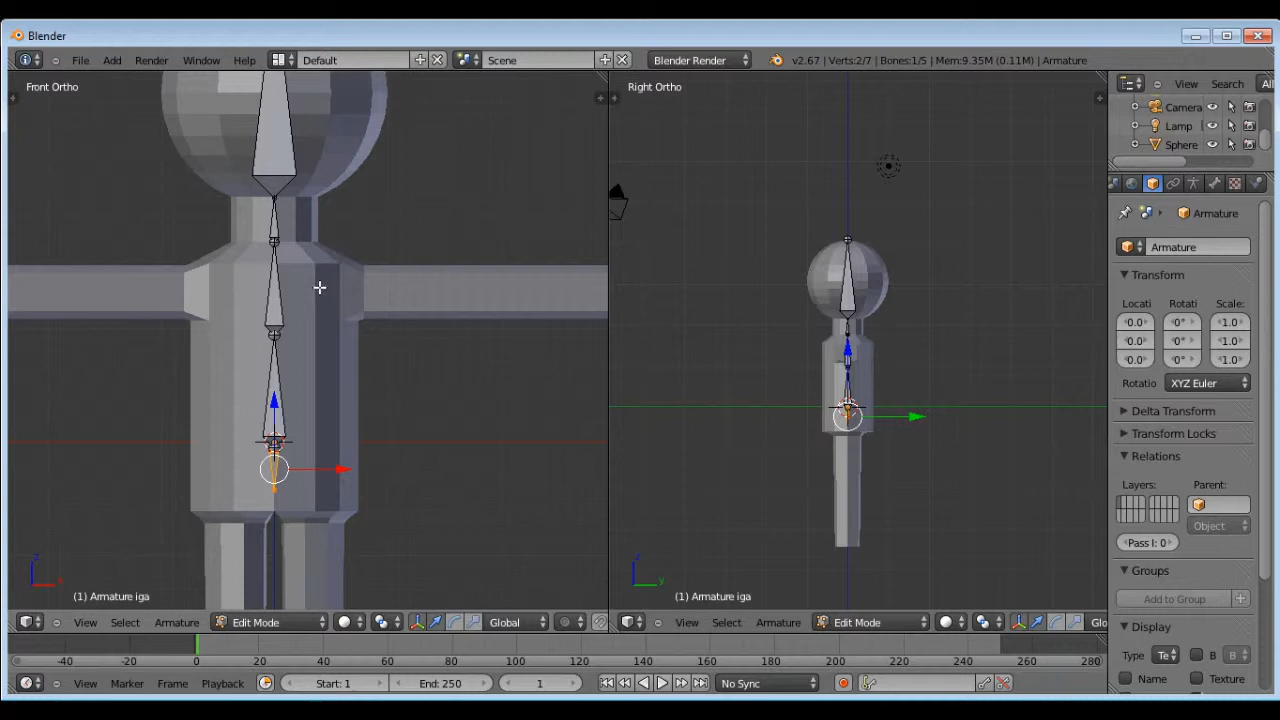 Blender
File Add Render Window Help Default Scene Blender Render v2.67 | Verts:2/7 | Bones:1/5 | Mem:9.35M (0.11M) | Armature
Front Ortho
Right Ortho
View Search All
Camera
Lamp
Sphere
Armature
Armature
Transform
Locati Rotati Scale:
0.0 0° 1.0
0.0 0° 1.0
0.0 0° 1.0
Rotatio XYZ Euler
Delta Transform
Transform Locks
Relations
Layers: Parent:
Object
Pass I: 0
Groups
Add to Group
Display
Type Te B B
Name Texture
z x
z y
(1) Armature iga
(1) Armature iga
View Select Armature Edit Mode Global
View Select Armature Edit Mode Glo
-40 -20 0 20 40 60 80 100 120 140 160 180 200 220 240 260 280
View Marker Frame Playback Start: 1 End: 250 1 No Sync